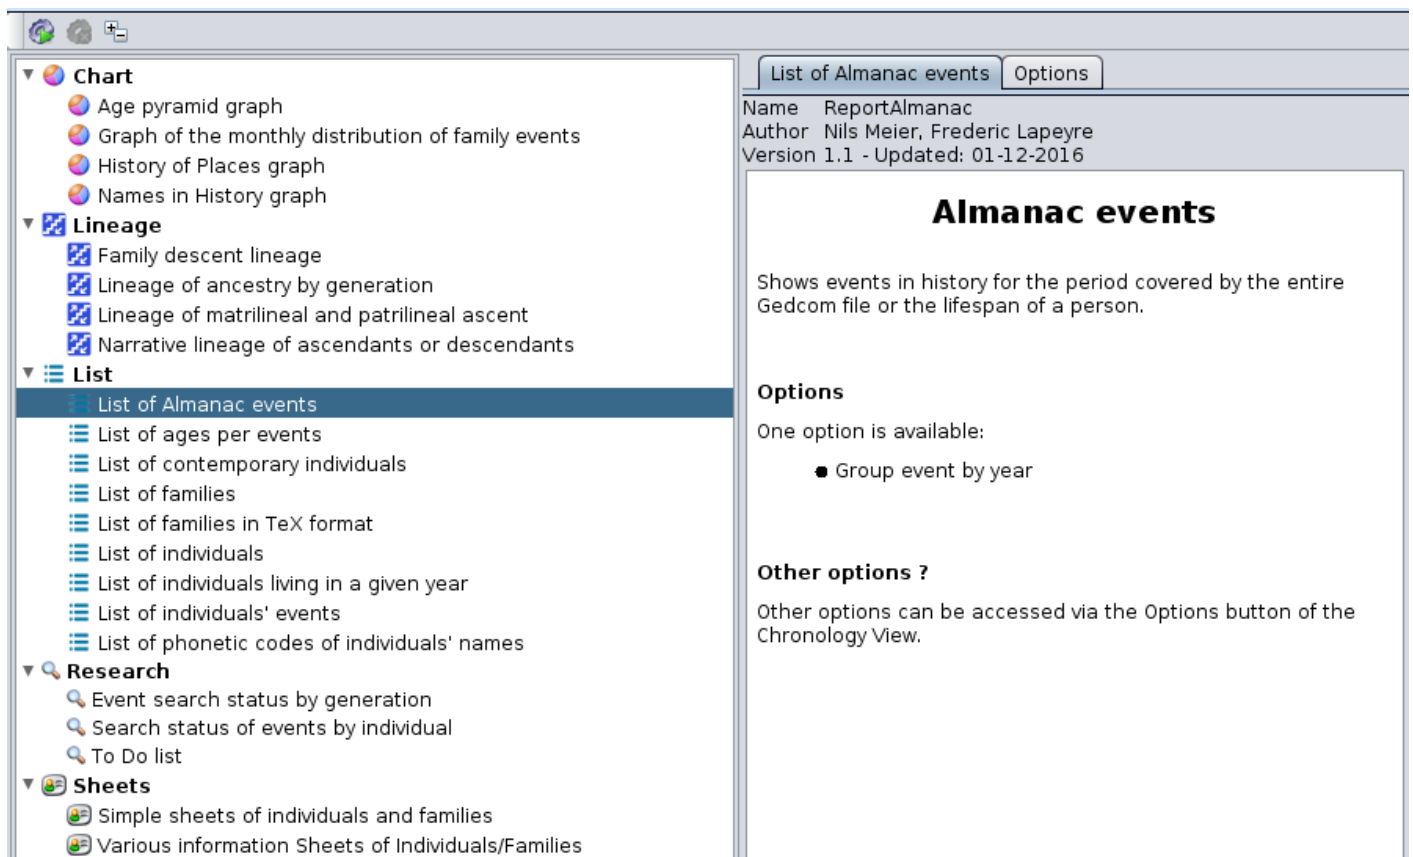 Chart
Age pyramid graph
Graph of the monthly distribution of family events
History of Places graph
Names in History graph
Lineage
Family descent lineage
Lineage of ancestry by generation
Lineage of matrilineal and patrilineal ascent
Narrative lineage of ascendants or descendants
List
List of Almanac events
List of ages per events
List of contemporary individuals
List of families
List of families in TeX format
List of individuals
List of individuals living in a given year
List of individuals' events
List of phonetic codes of individuals' names
Research
Event search status by generation
Search status of events by individual
To Do list
Sheets
Simple sheets of individuals and families
Various information Sheets of Individuals/Families
List of Almanac events Options
Name ReportAlmanac
Author Nils Meier, Frederic Lapeyre
Version 1.1 - Updated: 01-12-2016
Almanac events
Shows events in history for the period covered by the entire
Gedcom file or the lifespan of a person.
Options
One option is available:
● Group event by year
Other options ?
Other options can be accessed via the Options button of the
Chronology View.